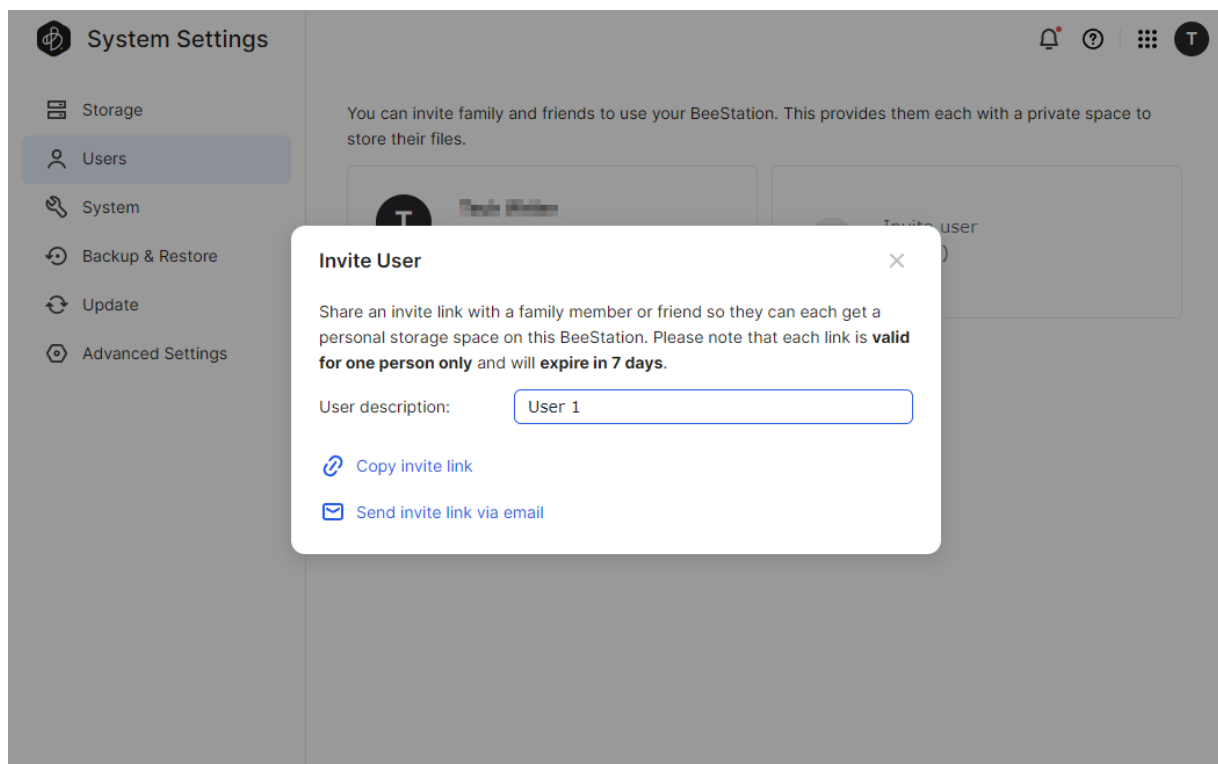 System Settings
T
Storage
Users
System
Backup & Restore
Update
Advanced Settings
You can invite family and friends to use your BeeStation. This provides them each with a private space to
store their files.
T
Invite user
)
Invite User
Share an invite link with a family member or friend so they can each get a
personal storage space on this BeeStation. Please note that each link is valid
for one person only and will expire in 7 days.
User description:
User 1
Copy invite link
Send invite link via email